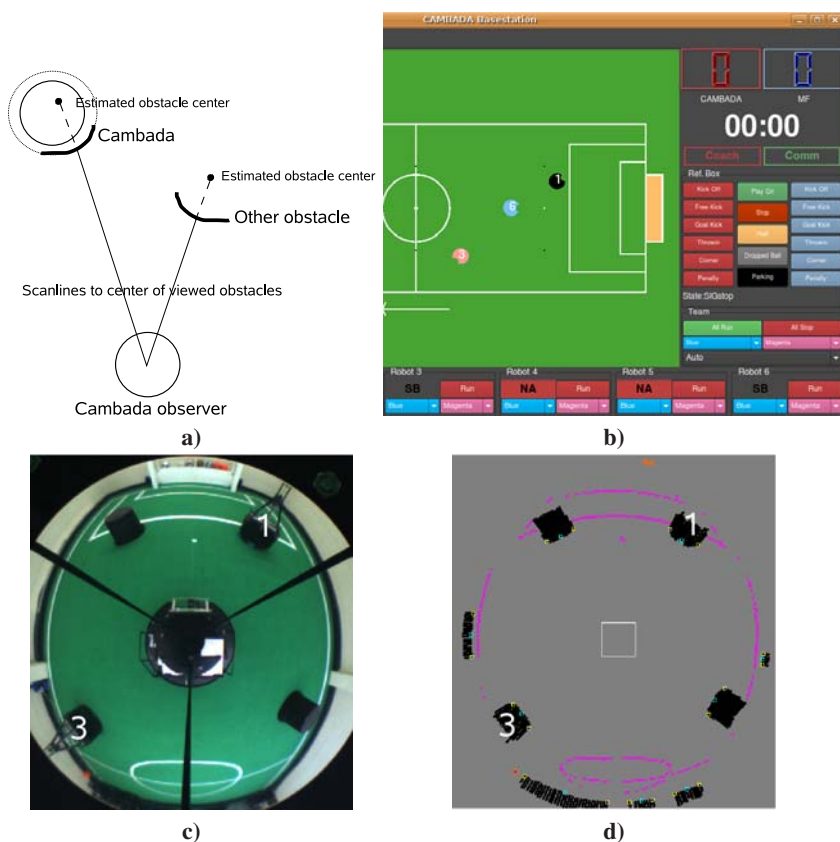 Estimated obstacle center
Cambada
Estimated obstacle center
Other obstacle
Scanlines to center of viewed obstacles
Cambada observer
a)
CAMBADA Basestation
0 0
CAMBADA MF
00:00
Coach Comm
Ref. Box
Kick Off Play On Kick Off
Free Kick Stop Free Kick
Goal Kick Halt Goal Kick
Throwin Dropped Ball Throwin
Corner Corner
Penalty Parking Penalty
State:SIGstop
Team
All Run All Stop
Blue Magenta
Auto
1
6
3
Robot 3 Robot 4 Robot 5 Robot 6
SB Run NA Run NA Run SB Run
Blue Magenta Blue Magenta Blue Magenta Blue Magenta
b)
1
3
c)
1
3
d)